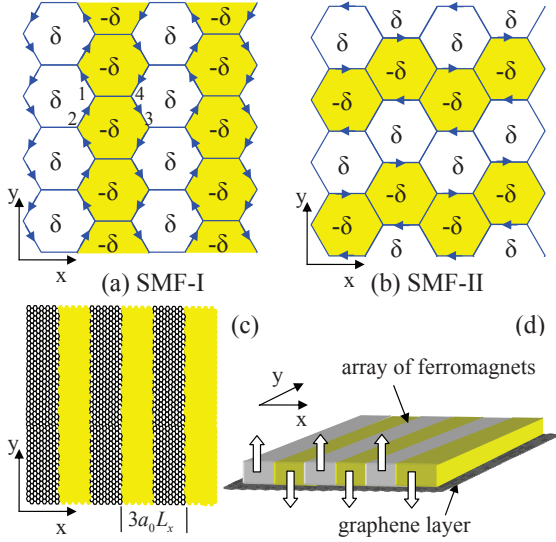 -δ -δ
δ δ
-δ -δ
δ δ
1 4
2 3
-δ -δ
δ δ
-δ -δ
δ δ
-δ -δ
y
x
(a) SMF-I
δ δ
δ δ
-δ -δ
-δ -δ
δ δ
δ δ
-δ -δ
-δ -δ
δ δ
y
x
(b) SMF-II
(c)
y
x
3a₀Lₓ
(d)
y
x
array of ferromagnets
graphene layer